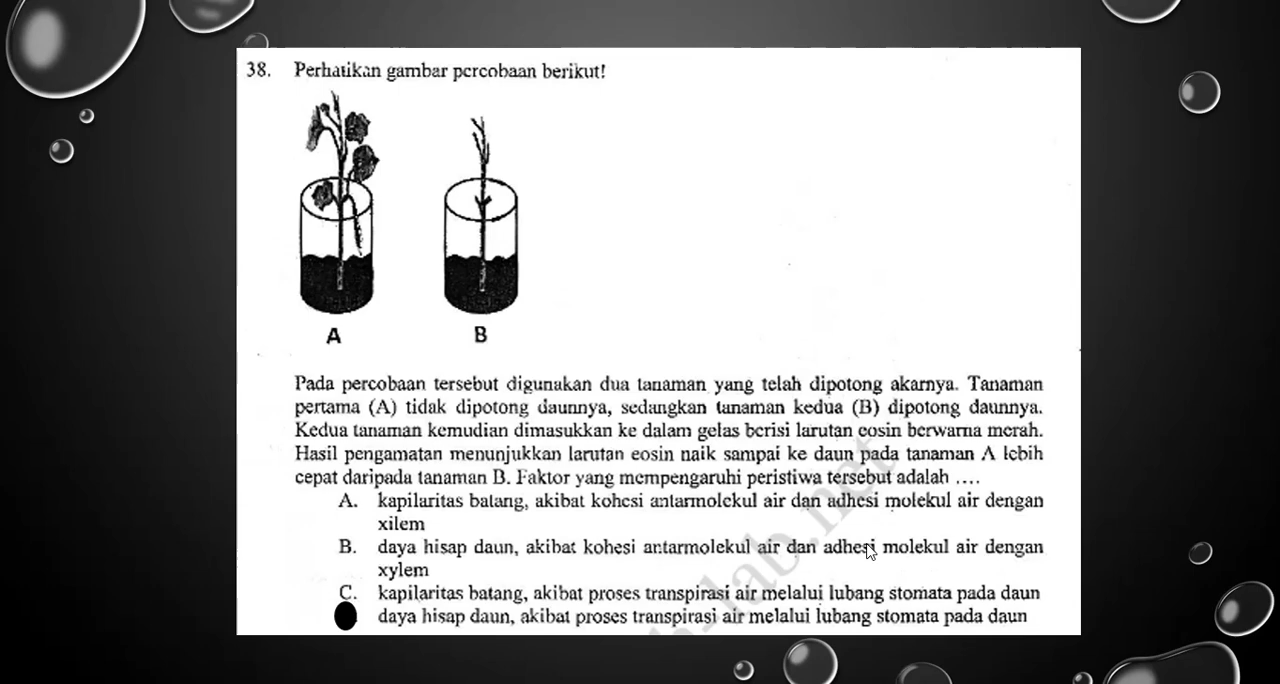 38. Perhatikan gambar percobaan berikut!
A B
Pada percobaan tersebut digunakan dua tanaman yang telah dipotong akarnya. Tanaman
pertama (A) tidak dipotong daunnya, sedangkan tanaman kedua (B) dipotong daunnya.
Kedua tanaman kemudian dimasukkan ke dalam gelas berisi larutan eosin berwarna merah.
Hasil pengamatan menunjukkan larutan eosin naik sampai ke daun pada tanaman A lebih
cepat daripada tanaman B. Faktor yang mempengaruhi peristiwa tersebut adalah ....
A. kapilaritas batang, akibat kohesi antarmolekul air dan adhesi molekul air dengan
xilem
B. daya hisap daun, akibat kohesi antarmolekul air dan adhesi molekul air dengan
xylem
C. kapilaritas batang, akibat proses transpirasi air melalui lubang stomata pada daun
daya hisap daun, akibat proses transpirasi air melalui lubang stomata pada daun
lab.net